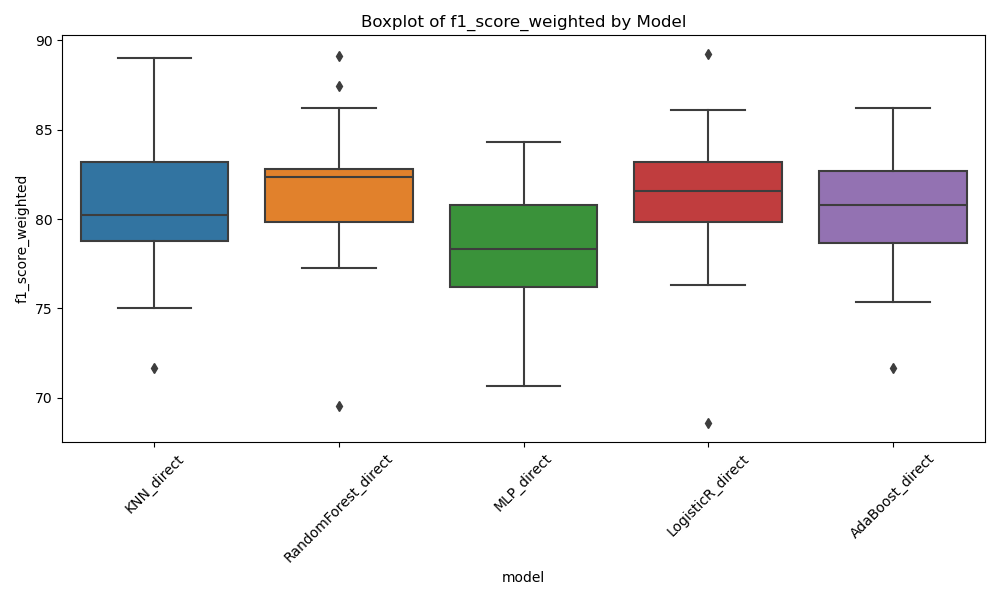 Boxplot of f1_score_weighted by Model
f1_score_weighted
90
85
80
75
70
KNN_direct
RandomForest_direct
MLP_direct
LogisticR_direct
AdaBoost_direct
model